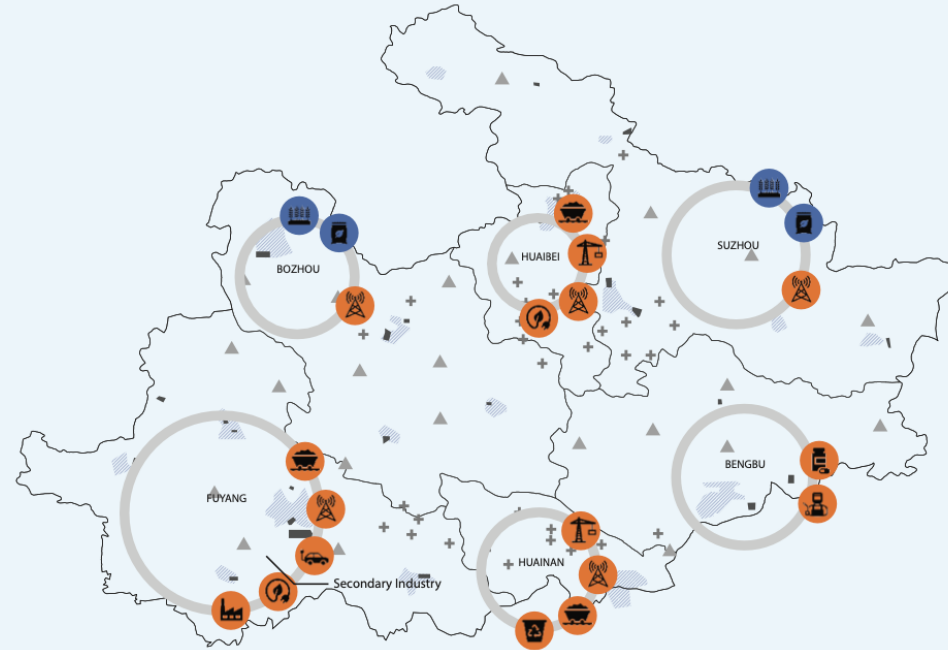 SUZHOU
HUAIBEI
BOZHOU
BENGBU
FUYANG
HUAINAN
Secondary Industry